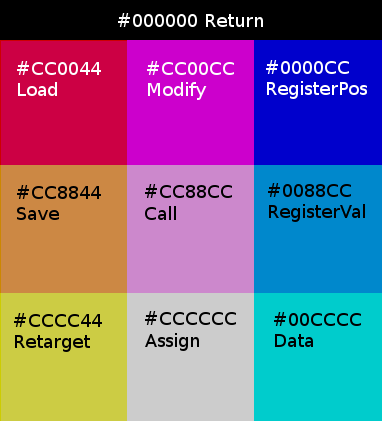 #000000 Return
#CC0044
Load
#CC00CC
Modify
#0000CC
RegisterPos
#CC8844
Save
#CC88CC
Call
#0088CC
RegisterVal
#CCCC44
Retarget
#CCCCCC
Assign
#00CCCC
Data